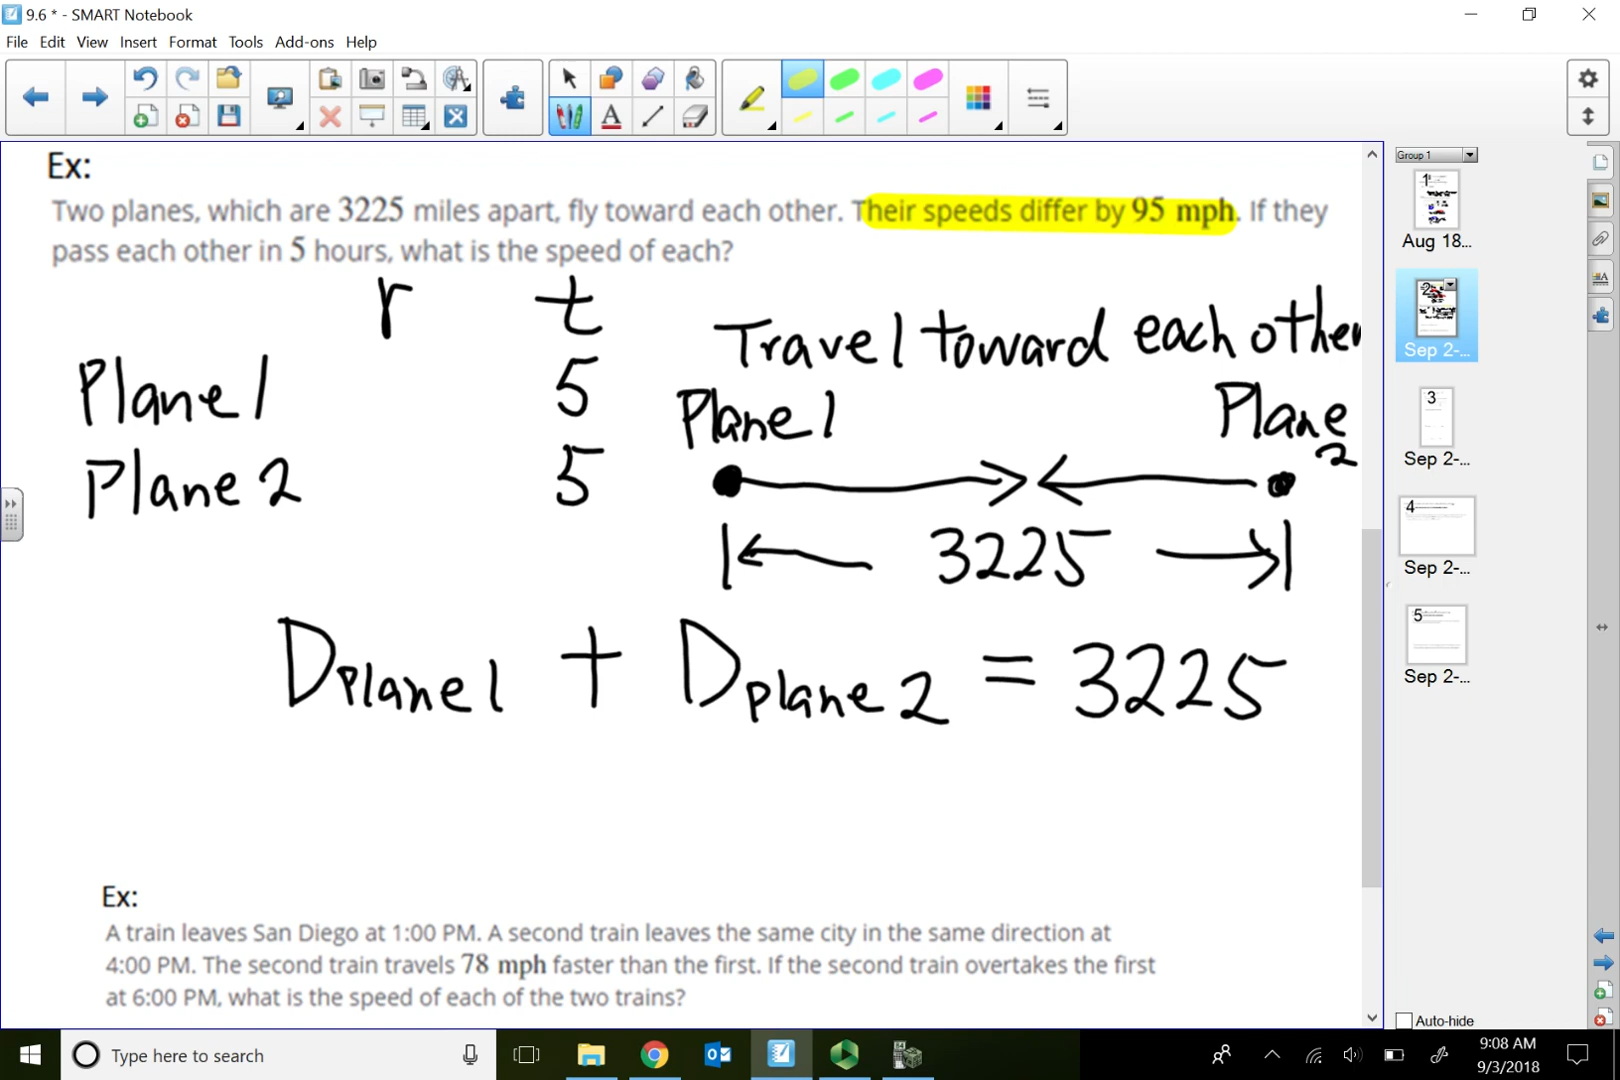 9.6 * - SMART Notebook
File Edit View Insert Format Tools Add-ons Help
Ex:
Two planes, which are 3225 miles apart, fly toward each other. Their speeds differ by 95 mph. If they
pass each other in 5 hours, what is the speed of each?
r t
Plane 1 5
Plane 2 5
Travel toward each other
Plane 1 Plane 2
3225
D plane 1 + D plane 2 = 3225
Ex:
A train leaves San Diego at 1:00 PM. A second train leaves the same city in the same direction at
4:00 PM. The second train travels 78 mph faster than the first. If the second train overtakes the first
at 6:00 PM, what is the speed of each of the two trains?
Group 1
1
Aug 18...
2
Sep 2-...
3
Sep 2-...
4
Sep 2-...
5
Sep 2-...
Auto-hide
Type here to search
9:08 AM
9/3/2018